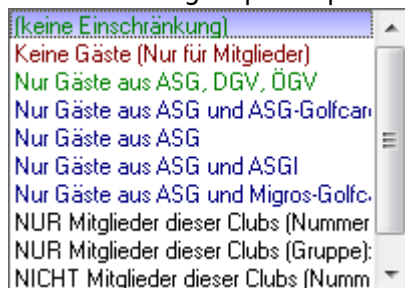 (keine Einschränkung)
Keine Gäste (Nur für Mitglieder)
Nur Gäste aus ASG, DGV, ÖGV
Nur Gäste aus ASG und ASG-Golfcar
Nur Gäste aus ASG
Nur Gäste aus ASG und ASGI
Nur Gäste aus ASG und Migros-Golfc
NUR Mitglieder dieser Clubs (Nummer
NUR Mitglieder dieser Clubs (Gruppe):
NICHT Mitglieder dieser Clubs (Numm